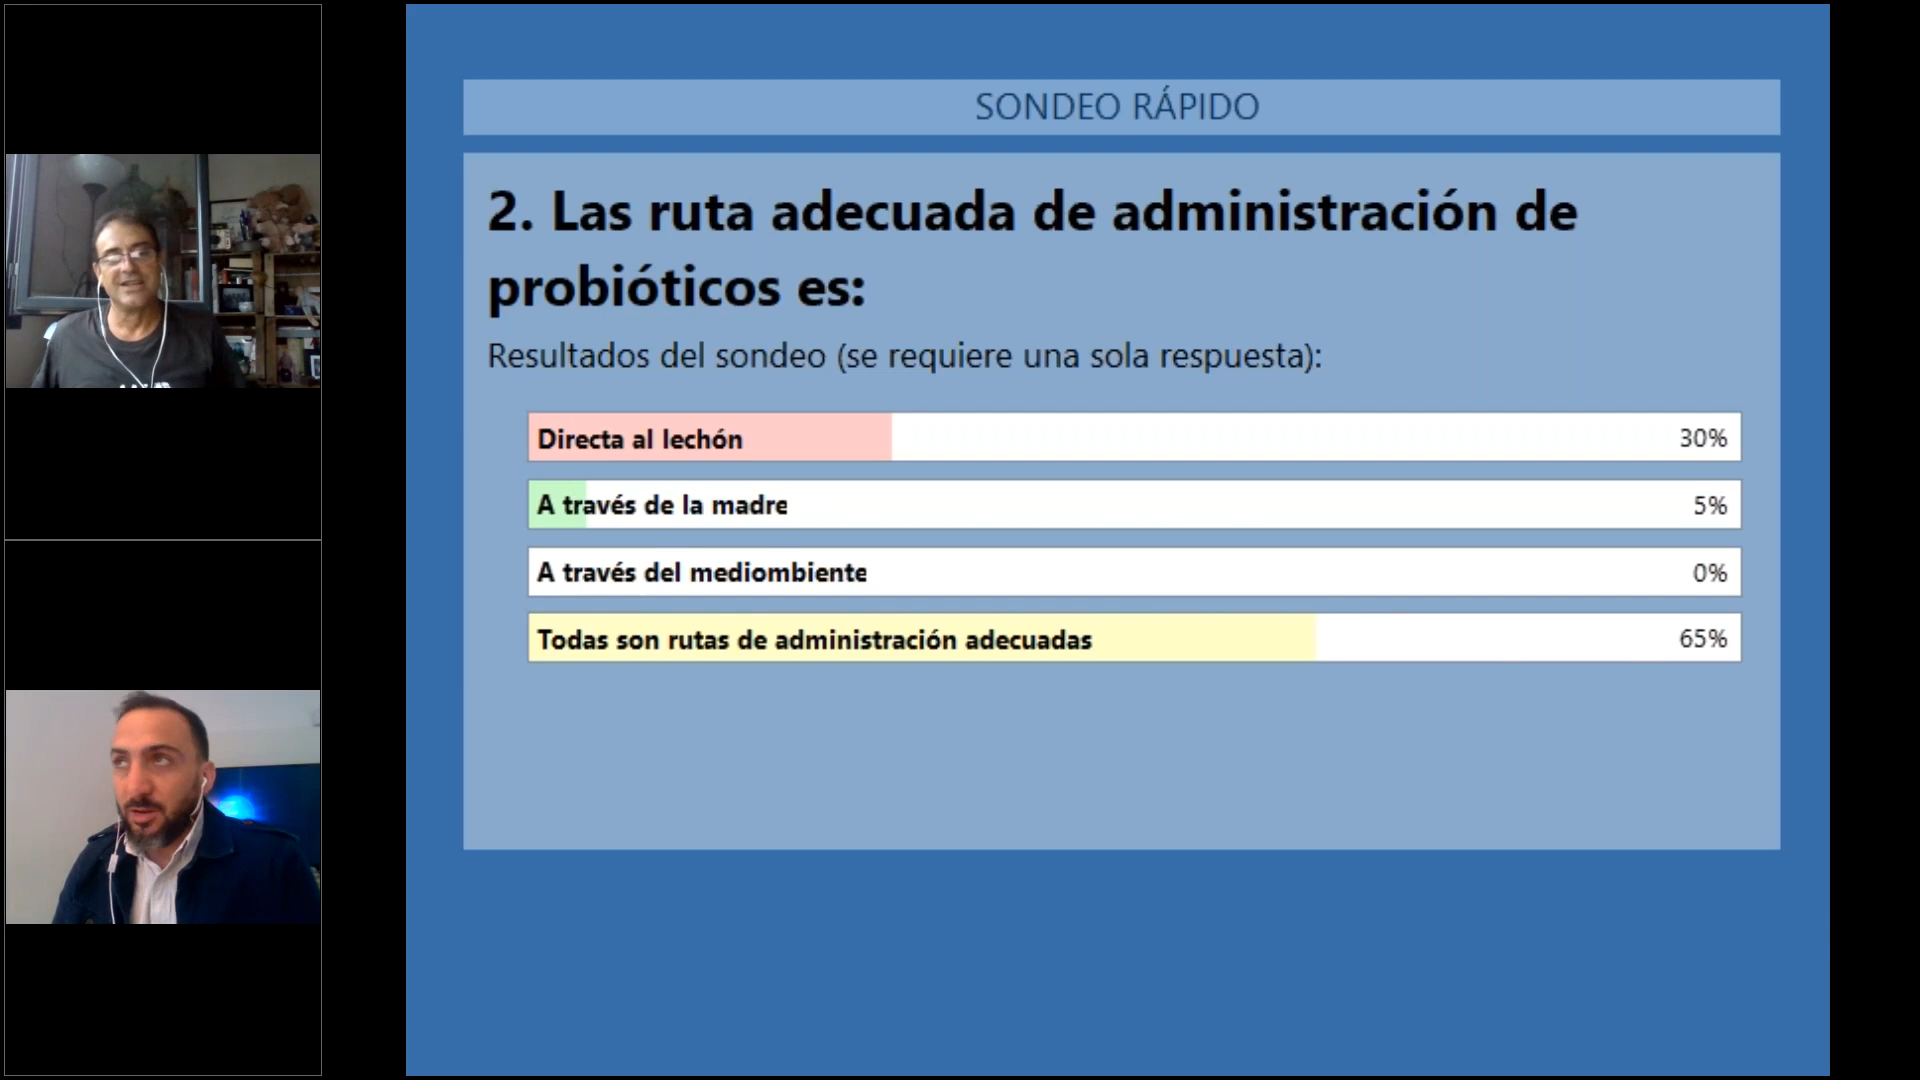 SONDEO RÁPIDO
2. Las ruta adecuada de administración de
probióticos es:
Resultados del sondeo (se requiere una sola respuesta):
Directa al lechón 30%
A través de la madre 5%
A través del mediombiente 0%
Todas son rutas de administración adecuadas 65%